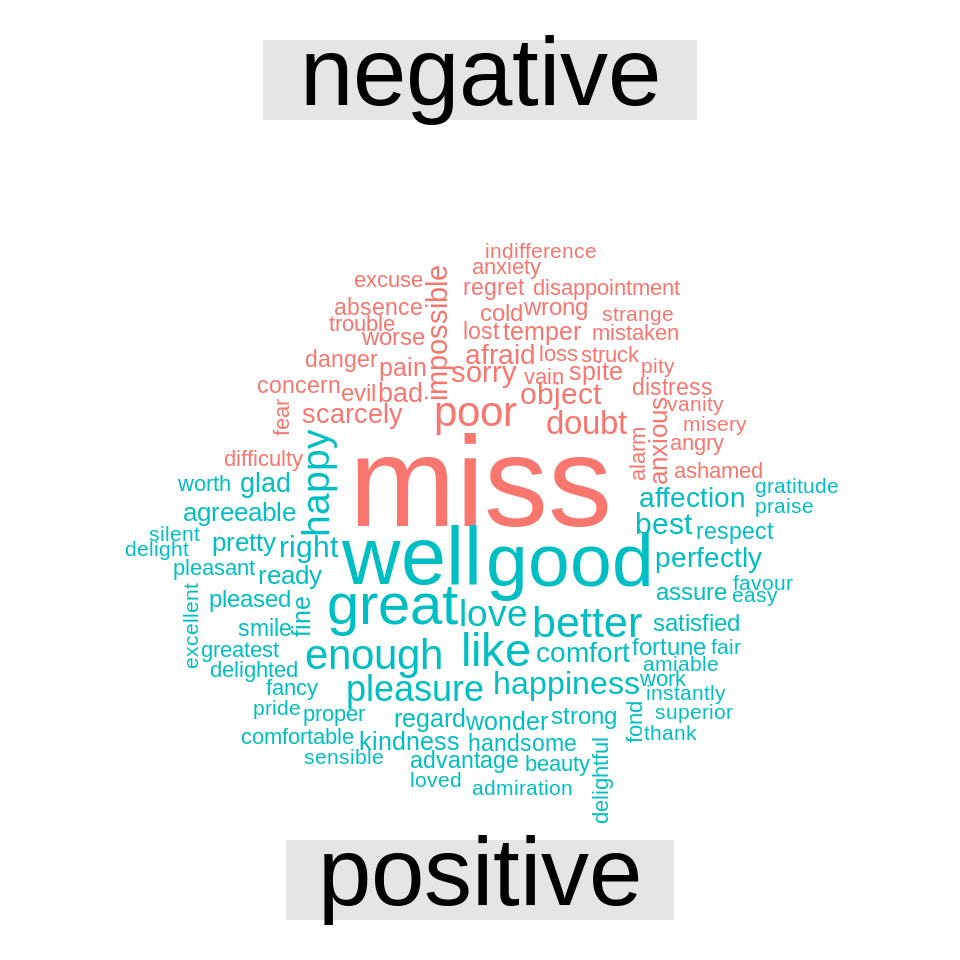 negative
indifference
anxiety
excuse
regret
disappointment
impossible
absence
cold
wrong
strange
trouble
worse
lost
temper
mistaken
danger
pain
afraid
loss
struck
sorry
vain
spite
pity
concern
evil
bad
object
distress
fear
scarcely
poor
doubt
anxious
vanity
misery
alarm
angry
difficulty
miss
ashamed
worth
glad
happy
affection
gratitude
praise
agreeable
best
respect
silent
delight
pretty
right
well
good
perfectly
pleasant
ready
assure
favour
easy
excellent
pleased
fine
great
love
better
satisfied
smile
greatest
enough
like
comfort
fortune
fair
delighted
amiable
work
fancy
pleasure
happiness
instantly
pride
proper
regard
wonder
strong
fond
superior
thank
comfortable
kindness
handsome
sensible
advantage
beauty
delightful
loved
admiration
positive